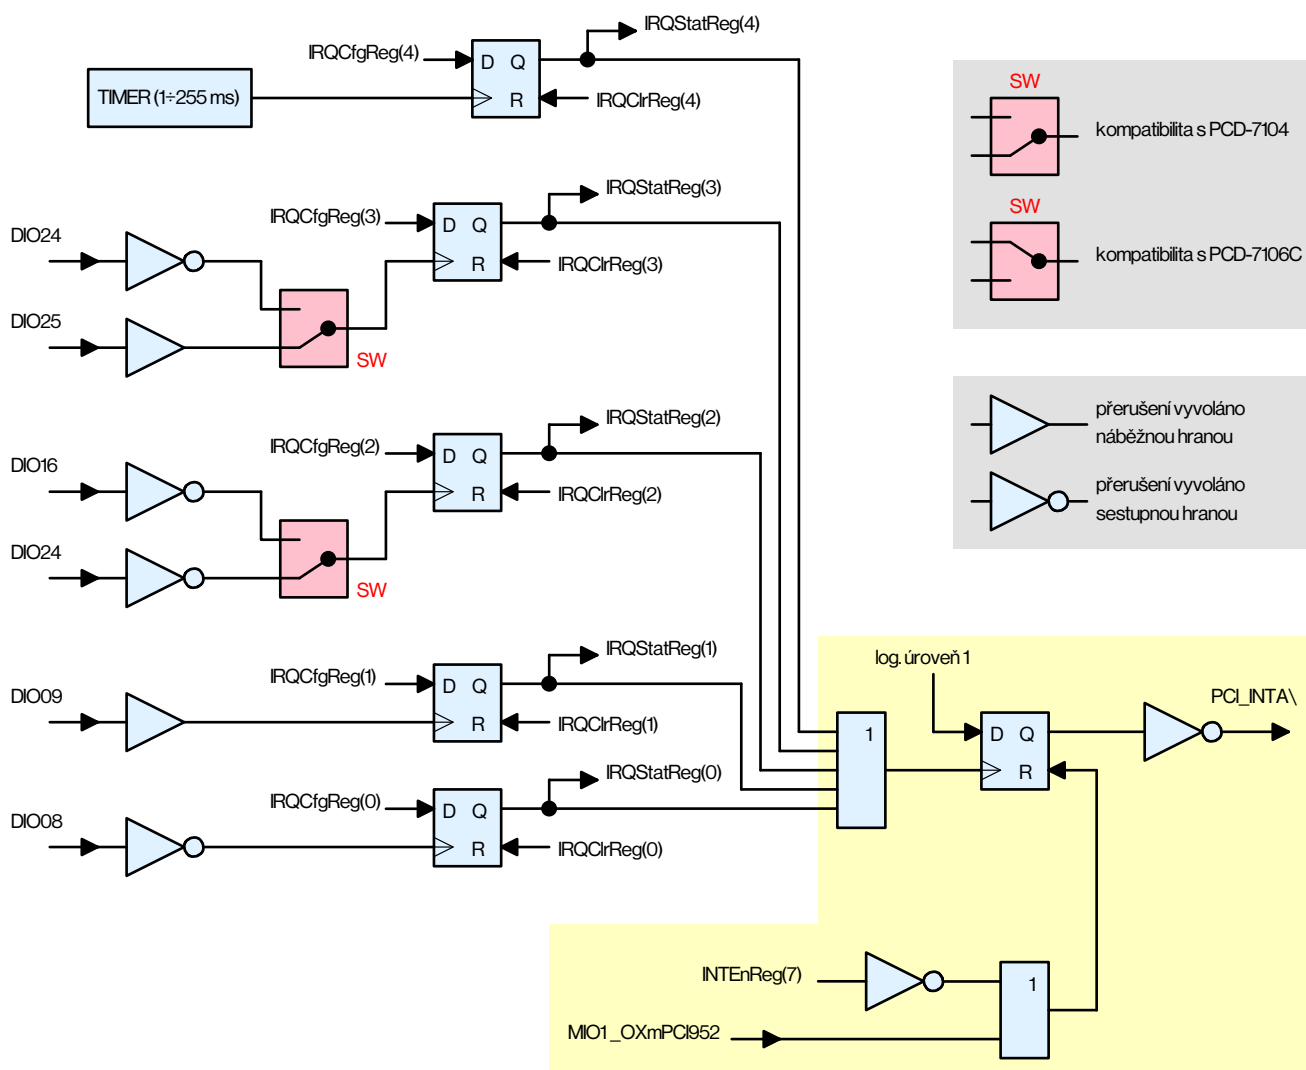 IRQStatReg(4)
IRQCfgReg(4)
D Q
R
TIMER (1÷255 ms)
IRQClrReg(4)
SW
kompatibilita s PCD-7104
SW
kompatibilita s PCD-7106C
IRQStatReg(3)
IRQCfgReg(3)
D Q
R
IRQClrReg(3)
DIO24
DIO25
SW
přerušení vyvoláno
náběžnou hranou
přerušení vyvoláno
sestupnou hranou
IRQStatReg(2)
IRQCfgReg(2)
D Q
R
IRQClrReg(2)
DIO16
DIO24
SW
IRQStatReg(1)
IRQCfgReg(1)
D Q
R
IRQClrReg(1)
DIO09
IRQStatReg(0)
IRQCfgReg(0)
D Q
R
IRQClrReg(0)
DIO08
log. úroveň 1
1
D Q
R
PCI_INTA\
INTEnReg(7)
1
MIO1_OXmPCI952